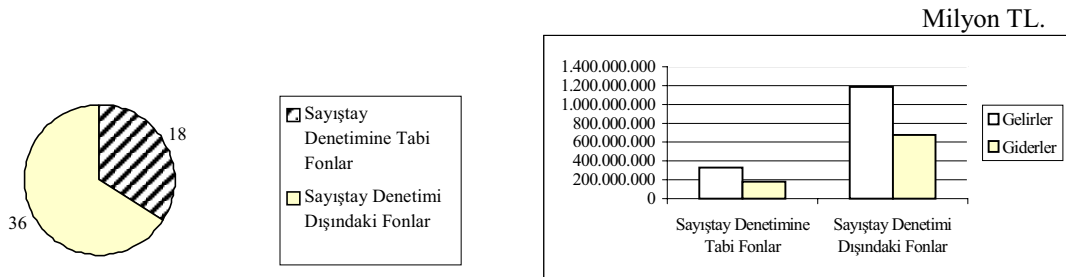 18
36
Sayıştay
Denetimine Tabi
Fonlar
Sayıştay Denetimi
Dışındaki Fonlar
Milyon TL.
1.400.000.000
1.200.000.000
1.000.000.000
800.000.000
600.000.000
400.000.000
200.000.000
0
Sayıştay Denetimine
Tabi Fonlar
Sayıştay Denetimi
Dışındaki Fonlar
Gelirler
Giderler